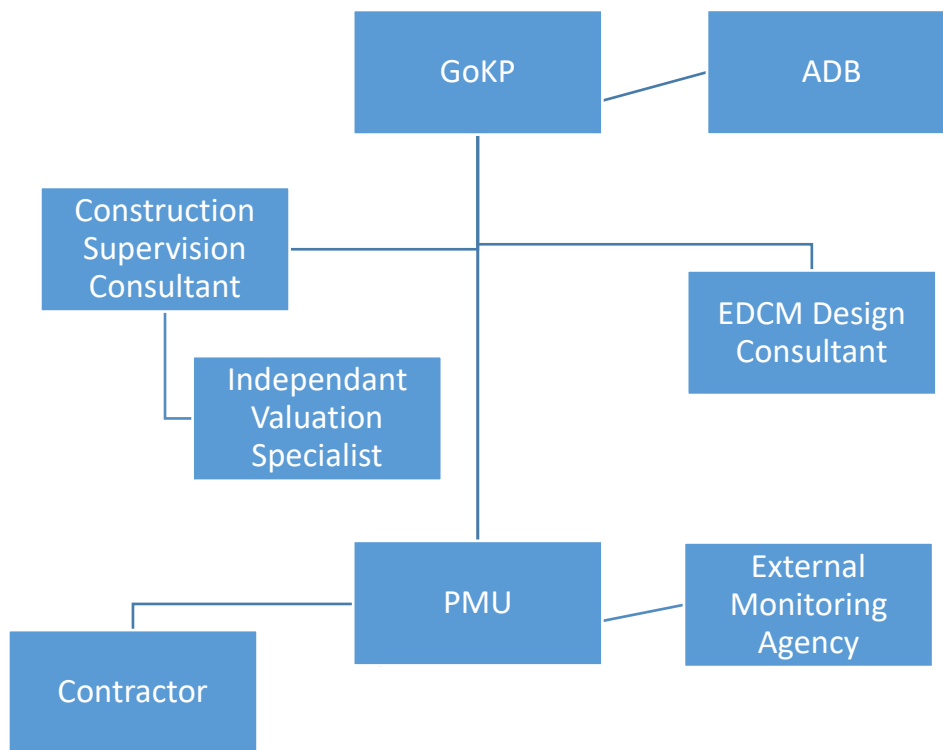 GoKP
ADB
Construction
Supervision
Consultant
EDCM Design
Consultant
Independant
Valuation
Specialist
PMU
External
Monitoring
Agency
Contractor